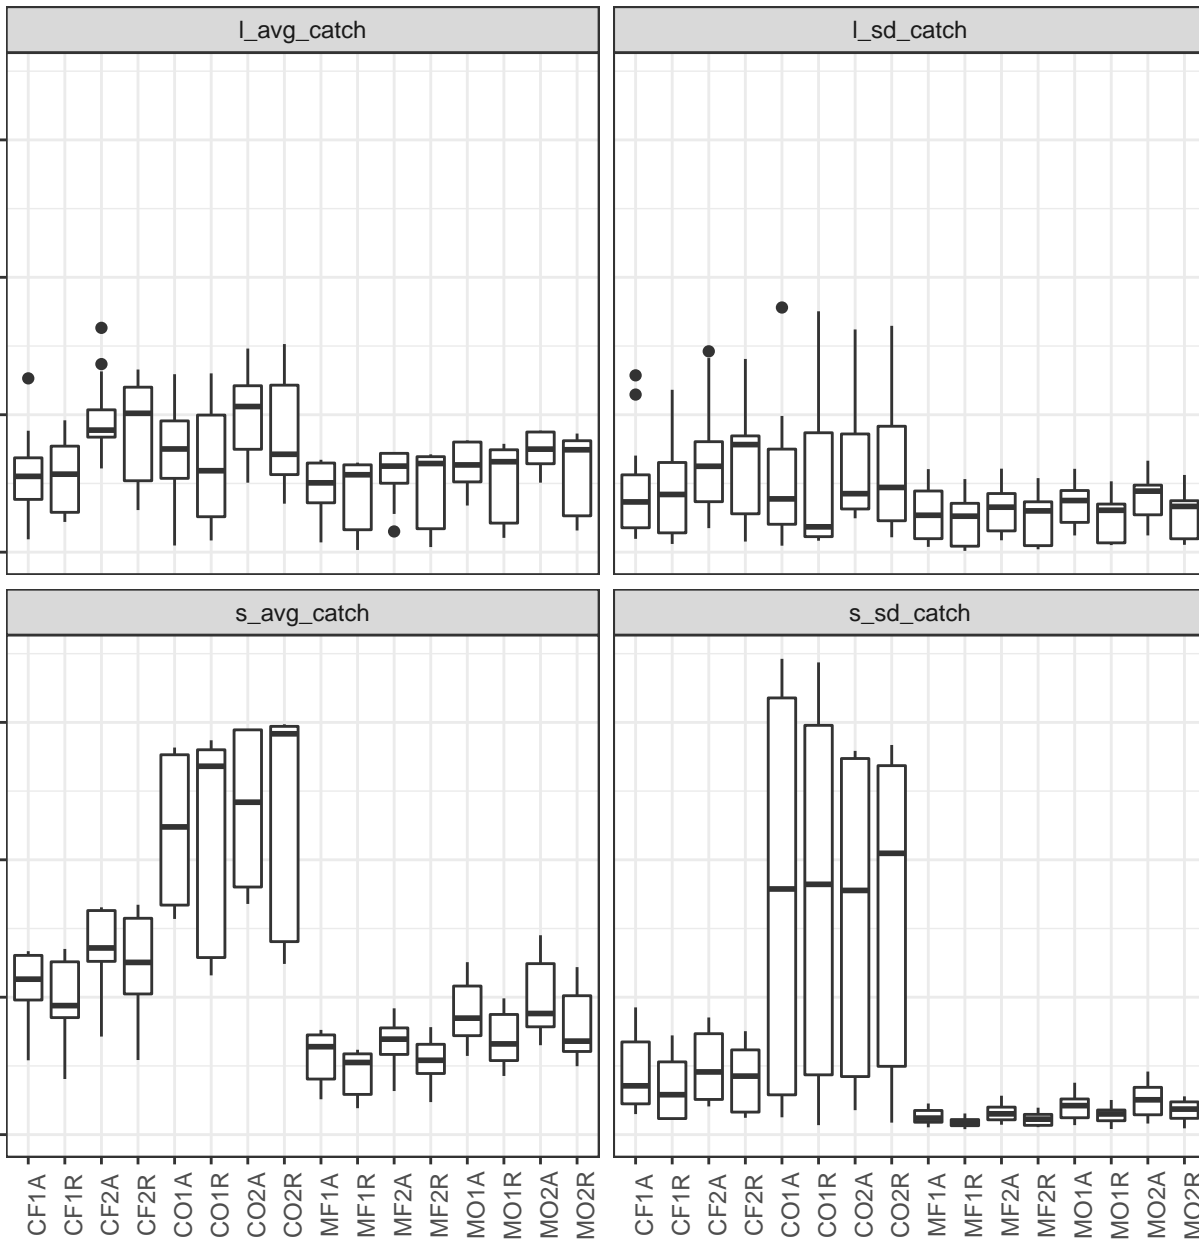 l_avg_catch
l_sd_catch
s_avg_catch
s_sd_catch
CF1A CF1R CF2A CF2R CO1A CO1R CO2A CO2R MF1A MF1R MF2A MF2R MO1A MO1R MO2A MO2R
CF1A CF1R CF2A CF2R CO1A CO1R CO2A CO2R MF1A MF1R MF2A MF2R MO1A MO1R MO2A MO2R